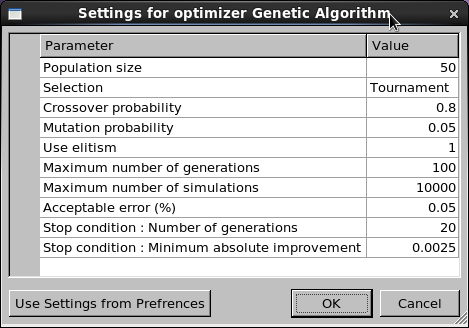 Settings for optimizer Genetic Algorithm
Parameter Value
Population size 50
Selection Tournament
Crossover probability 0.8
Mutation probability 0.05
Use elitism 1
Maximum number of generations 100
Maximum number of simulations 10000
Acceptable error (%) 0.05
Stop condition : Number of generations 20
Stop condition : Minimum absolute improvement 0.0025
Use Settings from Prefrences OK Cancel